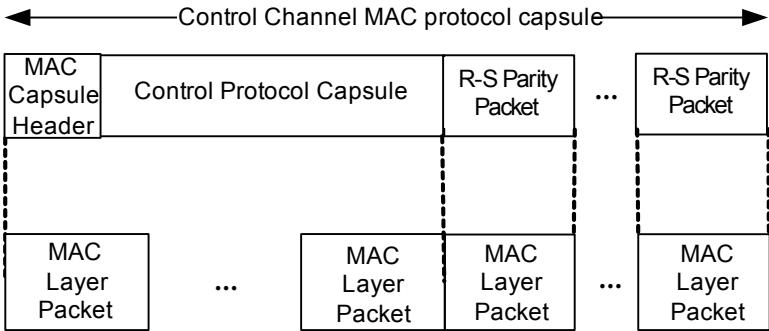 Control Channel MAC protocol capsule
MAC
Capsule
Header
Control Protocol Capsule
R-S Parity
Packet
...
R-S Parity
Packet
MAC
Layer
Packet
...
MAC
Layer
Packet
MAC
Layer
Packet
...
MAC
Layer
Packet